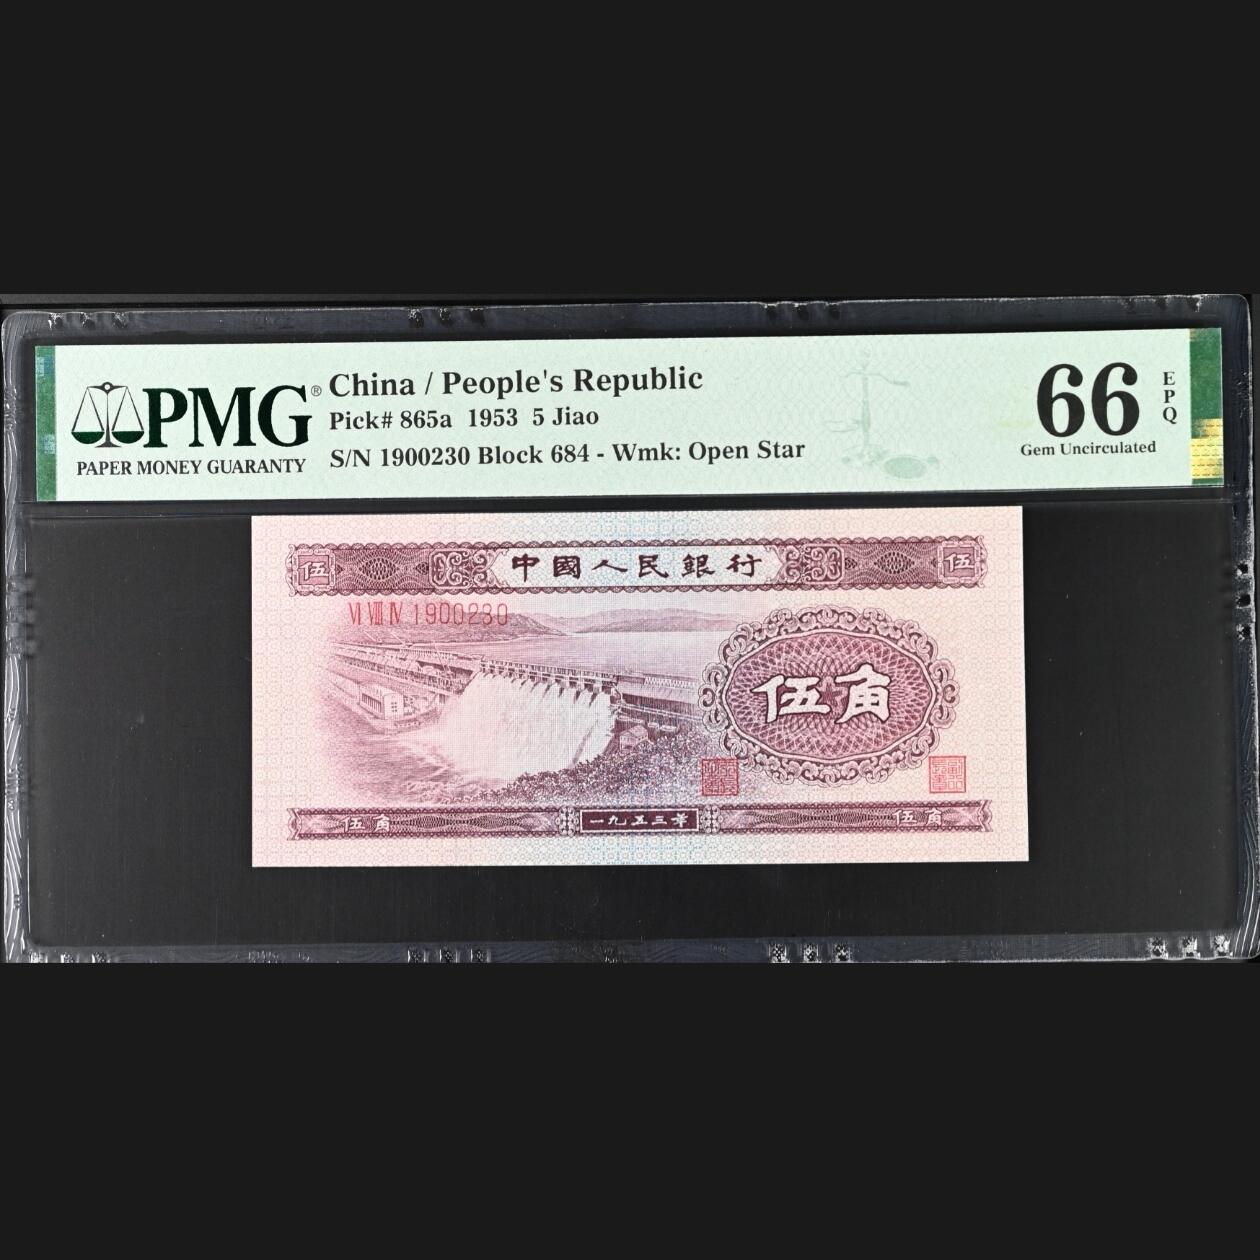 PMG®
PAPER MONEY GUARANTY
China / People's Republic
Pick# 865a 1953 5 Jiao
S/N 1900230 Block 684 - Wmk: Open Star
66
EPQ
Gem Uncirculated
伍 中國人民銀行 伍
VI VIII IV 1900230
伍角
伍角 一九五三年 伍角